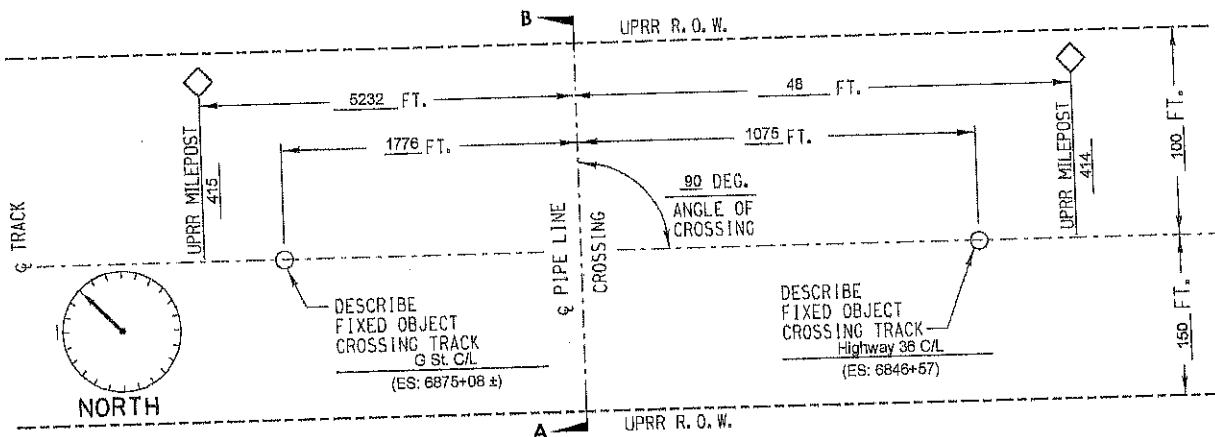 B
UPRR R.O.W.
5232 FT.
48 FT.
1776 FT.
1075 FT.
100 FT.
UPRR MILEPOST
415
UPRR MILEPOST
414
90 DEG.
ANGLE OF
CROSSING
℄ TRACK
℄ PIPE LINE
CROSSING
DESCRIBE
FIXED OBJECT
CROSSING TRACK
G St. C/L
(ES: 6875+08 ±)
DESCRIBE
FIXED OBJECT
CROSSING TRACK
Highway 36 C/L
(ES: 6846+57)
150 FT.
NORTH
A
UPRR R.O.W.